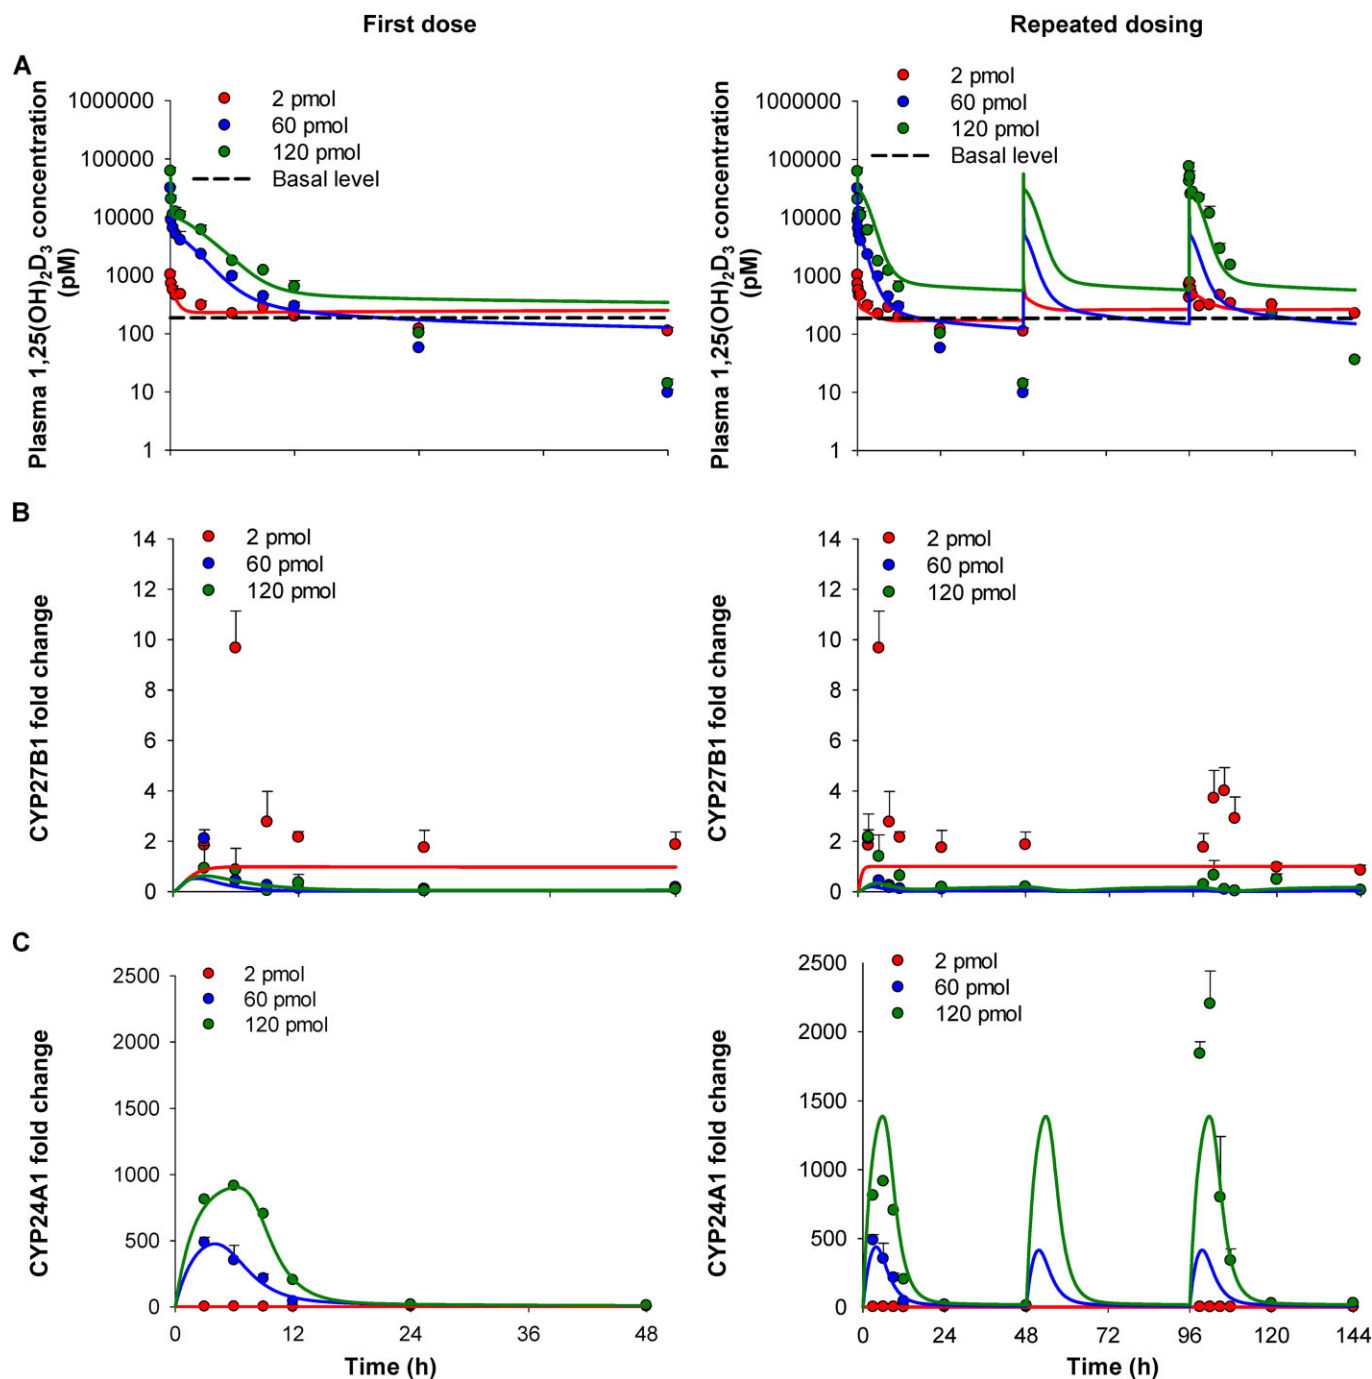 First dose
Repeated dosing
A
Plasma 1,25(OH)2D3 concentration
(pM)
2 pmol
60 pmol
120 pmol
Basal level
1000000
100000
10000
1000
100
10
1
Plasma 1,25(OH)2D3 concentration
(pM)
2 pmol
60 pmol
120 pmol
Basal level
1000000
100000
10000
1000
100
10
1
B
CYP27B1 fold change
2 pmol
60 pmol
120 pmol
14
12
10
8
6
4
2
0
CYP27B1 fold change
2 pmol
60 pmol
120 pmol
14
12
10
8
6
4
2
0
C
CYP24A1 fold change
2 pmol
60 pmol
120 pmol
2500
2000
1500
1000
500
0
0 12 24 36 48
Time (h)
CYP24A1 fold change
2 pmol
60 pmol
120 pmol
2500
2000
1500
1000
500
0
0 24 48 72 96 120 144
Time (h)